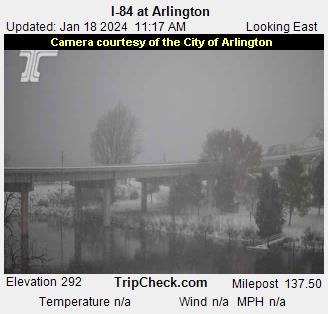 I-84 at Arlington
Updated: Jan 18 2024 11:17 AM Looking East
Camera courtesy of the City of Arlington
Elevation 292 TripCheck.com Milepost 137.50
Temperature n/a Wind n/a MPH n/a